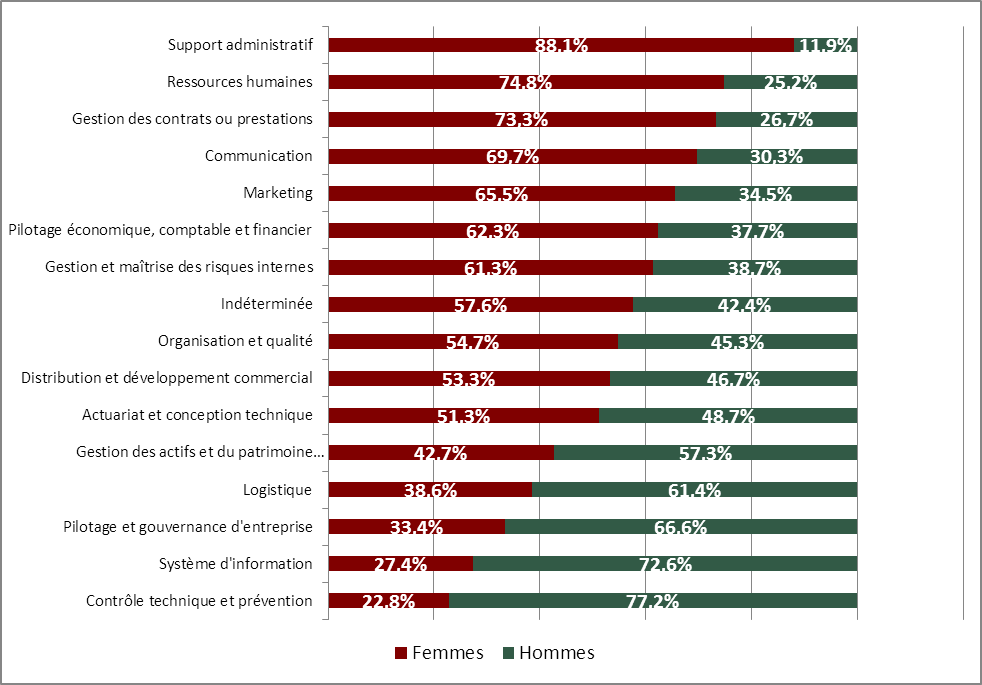 Support administratif 88,1% 11,9%
Ressources humaines 74,8% 25,2%
Gestion des contrats ou prestations 73,3% 26,7%
Communication 69,7% 30,3%
Marketing 65,5% 34,5%
Pilotage économique, comptable et financier 62,3% 37,7%
Gestion et maîtrise des risques internes 61,3% 38,7%
Indéterminée 57,6% 42,4%
Organisation et qualité 54,7% 45,3%
Distribution et développement commercial 53,3% 46,7%
Actuariat et conception technique 51,3% 48,7%
Gestion des actifs et du patrimoine... 42,7% 57,3%
Logistique 38,6% 61,4%
Pilotage et gouvernance d'entreprise 33,4% 66,6%
Système d'information 27,4% 72,6%
Contrôle technique et prévention 22,8% 77,2%
Femmes Hommes